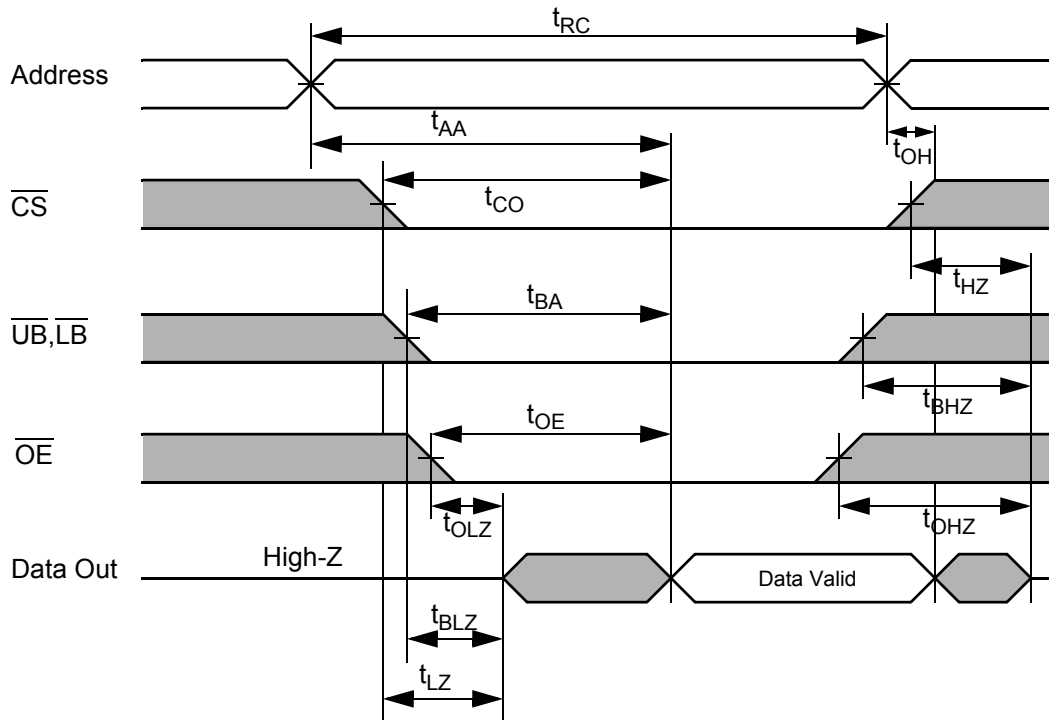 tRC
Address
tAA
tOH
CS
tCO
tHZ
tBA
UB,LB
tBHZ
tOE
OE
tOLZ
tOHZ
High-Z
Data Out
Data Valid
tBLZ
tLZ